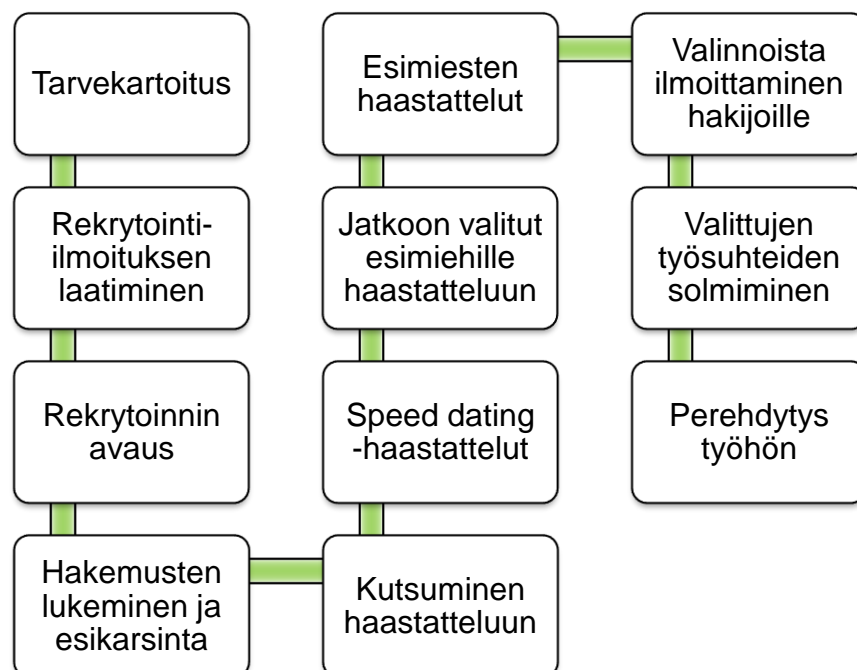 Tarvekartoitus
Rekrytointi-
ilmoituksen
laatiminen
Rekrytoinnin
avaus
Hakemusten
lukeminen ja
esikarsinta
Kutsuminen
haastatteluun
Speed dating
-haastattelut
Jatkoon valitut
esimiehille
haastatteluun
Esimiesten
haastattelut
Valinnoista
ilmoittaminen
hakijoille
Valittujen
työsuhteiden
solmiminen
Perehdytys
työhön